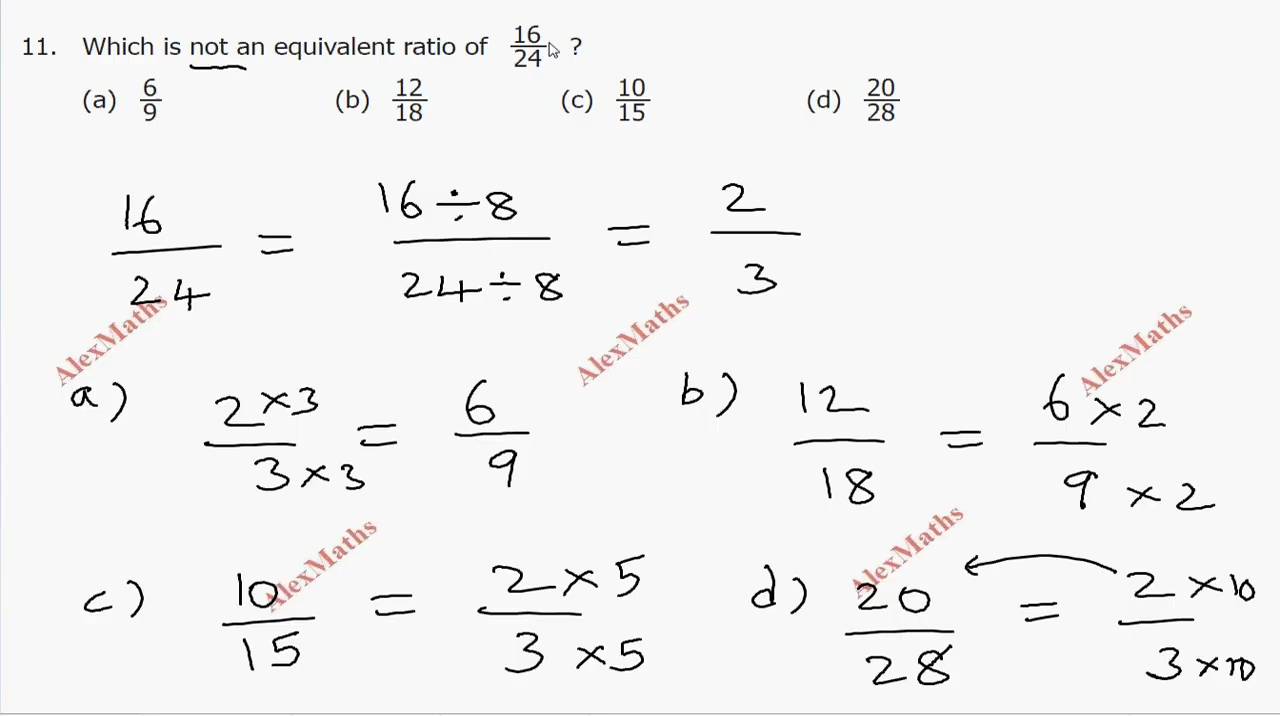 11. Which is not an equivalent ratio of 16/24 ?
(a) 6/9 (b) 12/18 (c) 10/15 (d) 20/28
16/24 = 16÷8/24÷8 = 2/3
AlexMaths AlexMaths AlexMaths
a) 2×3/3×3 = 6/9 b) 12/18 = 6×2/9×2
AlexMaths AlexMaths
c) 10/15 = 2×5/3×5 d) 20/28 = 2×10/3×10